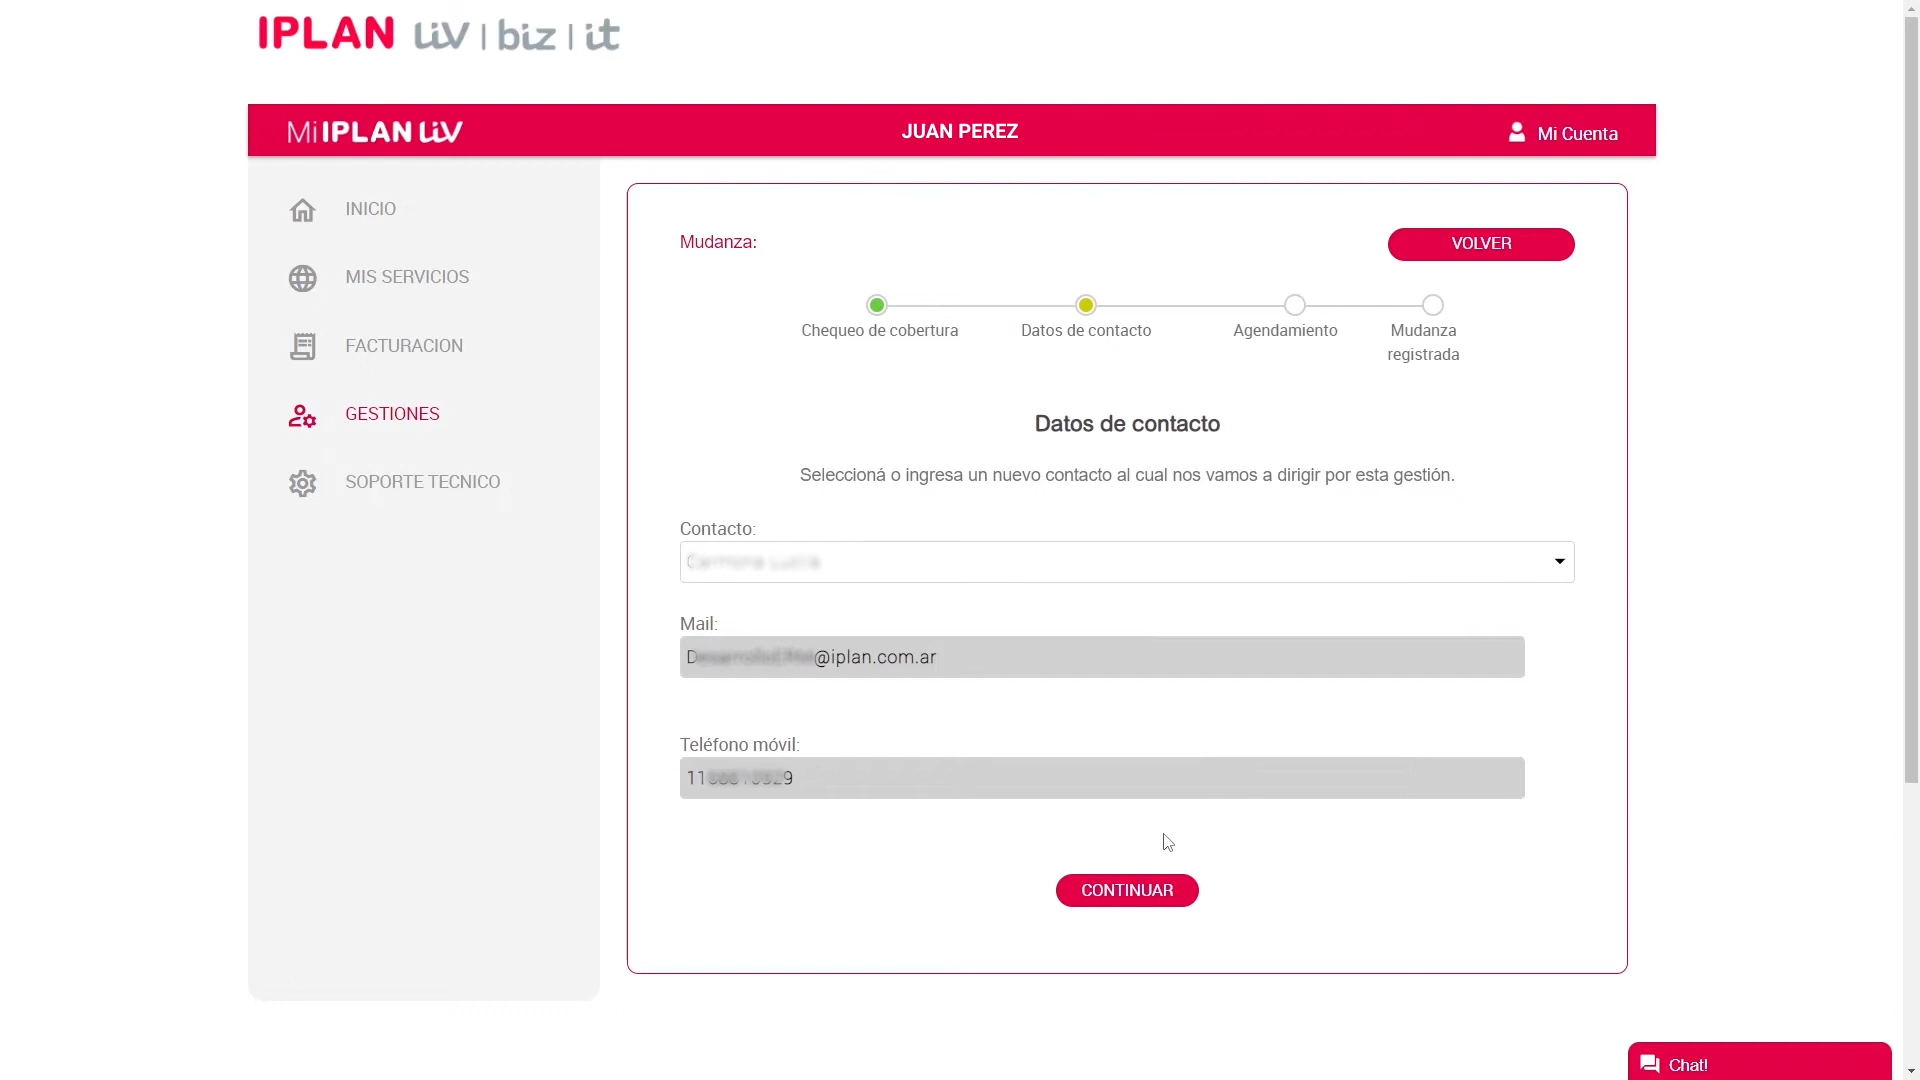 IPLAN liv | biz | it
Mi IPLAN liv
JUAN PEREZ
Mi Cuenta
INICIO
MIS SERVICIOS
FACTURACION
GESTIONES
SOPORTE TECNICO
Mudanza:
VOLVER
Chequeo de cobertura
Datos de contacto
Agendamiento
Mudanza
registrada
Datos de contacto
Seleccioná o ingresa un nuevo contacto al cual nos vamos a dirigir por esta gestión.
Contacto:
Mail:
@iplan.com.ar
Teléfono móvil:
CONTINUAR
Chat!